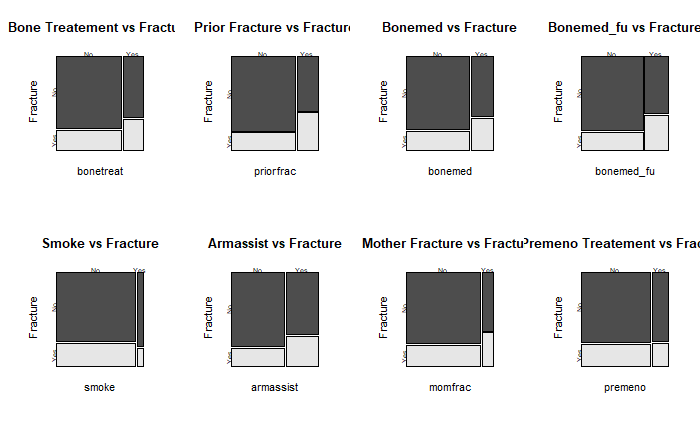 Bone Treatement vs Fractu
No Yes
Fracture
No
Yes
bonetreat
Prior Fracture vs Fracture
No Yes
Fracture
No
Yes
priorfrac
Bonemed vs Fracture
No Yes
Fracture
No
Yes
bonemed
Bonemed_fu vs Fracture
No Yes
Fracture
No
Yes
bonemed_fu
Smoke vs Fracture
No Yes
Fracture
No
Yes
smoke
Armassist vs Fracture
No Yes
Fracture
No
Yes
armassist
Mother Fracture vs Fractu
No Yes
Fracture
No
Yes
momfrac
Premeno Treatement vs Frac
No Yes
Fracture
No
Yes
premeno